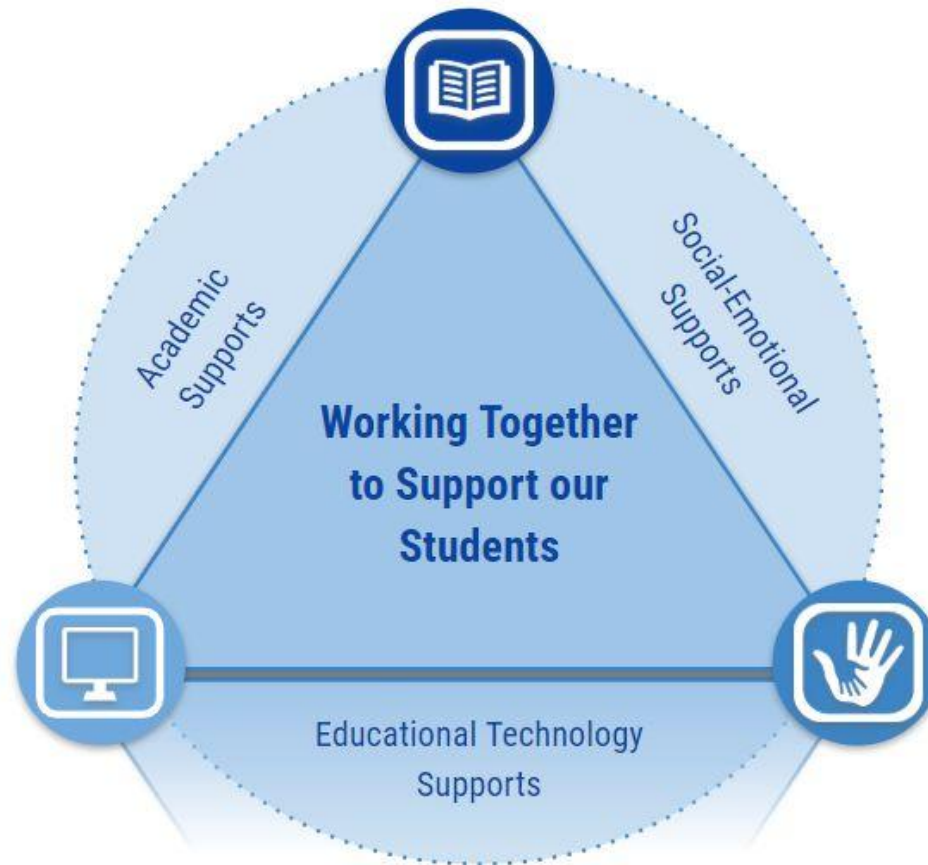 Academic
Supports
Social-Emotional
Supports
Working Together
to Support our
Students
Educational Technology
Supports